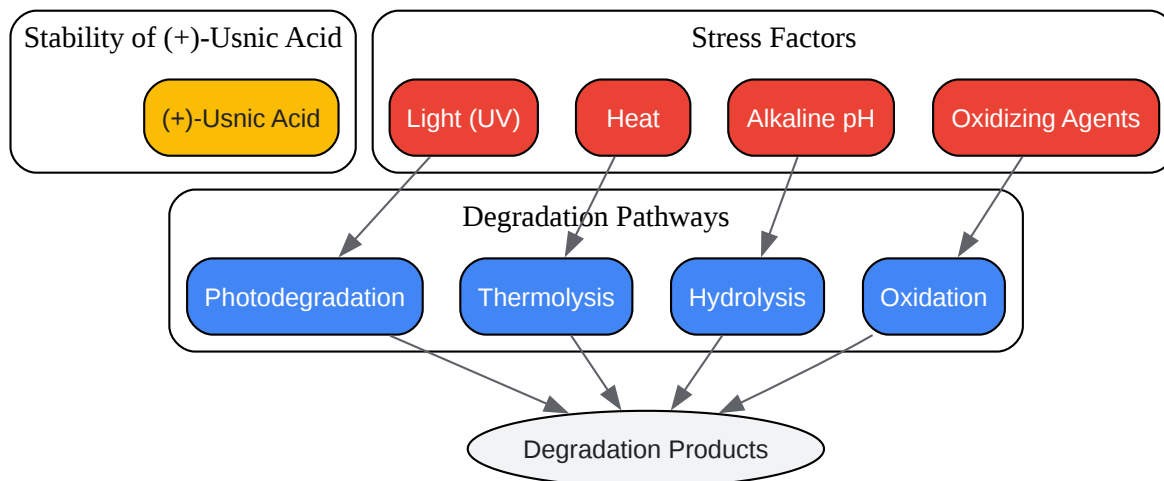 Stability of (+)-Usnic Acid
(+)-Usnic Acid
Stress Factors
Light (UV)
Heat
Alkaline pH
Oxidizing Agents
Degradation Pathways
Photodegradation
Thermolysis
Hydrolysis
Oxidation
Degradation Products